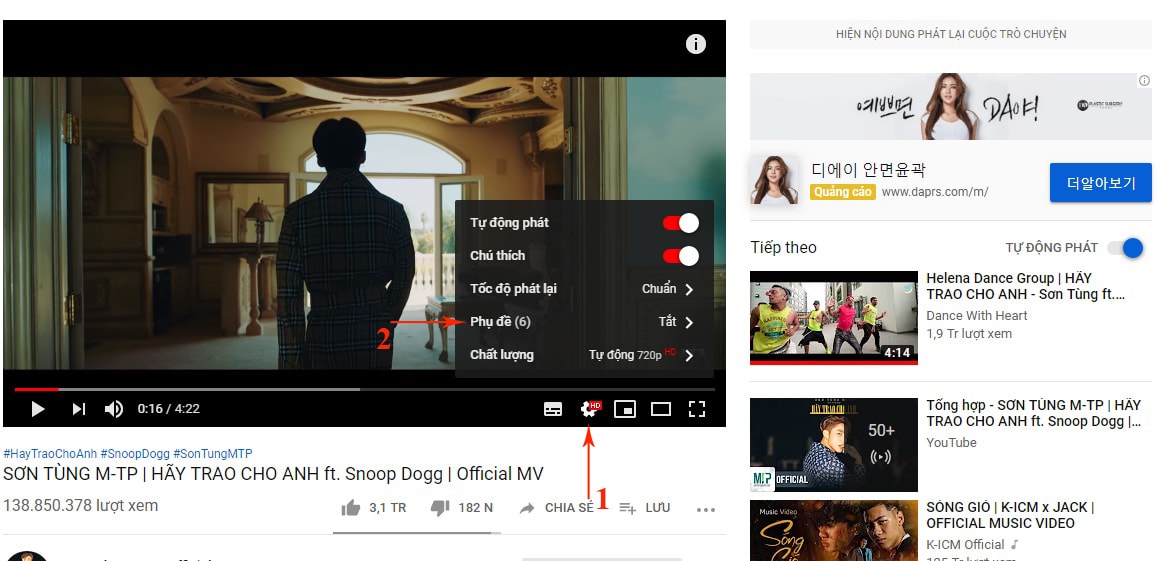 HIỆN NỘI DUNG PHÁT LẠI CUỘC TRÒ CHUYỆN
예쁘면 DA야!
PLASTIC SURGERY
디에이 안면윤곽
Quảng cáo www.daprs.com/m/
더알아보기
Tự động phát
Chú thích
Tốc độ phát lại Chuẩn
2 Phụ đề (6) Tắt
Chất lượng Tự động 720p HD
0:16 / 4:22
HD
1
#HayTraoChoAnh #SnoopDogg #SonTungMTP
SƠN TÙNG M-TP | HÃY TRAO CHO ANH ft. Snoop Dogg | Official MV
138.850.378 lượt xem
3,1 TR 182 N CHIA SẺ LƯU
Tiếp theo TỰ ĐỘNG PHÁT
4:14
Helena Dance Group | HÃY
TRAO CHO ANH - Sơn Tùng ft....
Dance With Heart
1,9 Tr lượt xem
HÃY TRAO CHO ANH
50+
M-TP OFFICIAL
Tổng hợp - SƠN TÙNG M-TP | HÃY
TRAO CHO ANH ft. Snoop Dogg |...
YouTube
Music Video
Sóng
Gió
SÓNG GIÓ | K-ICM x JACK |
OFFICIAL MUSIC VIDEO
K-ICM Official